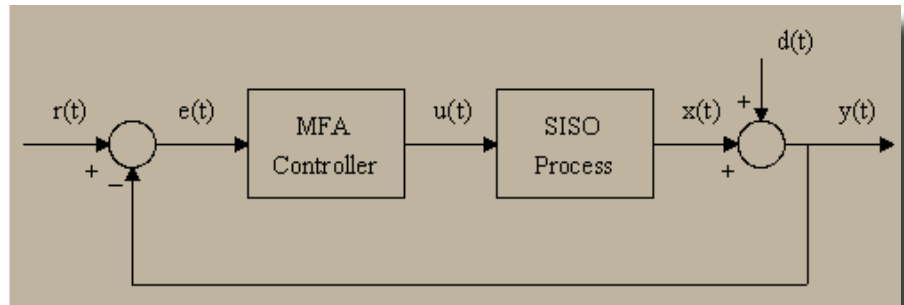 d(t)
r(t)
e(t)
MFA
Controller
u(t)
SISO
Process
x(t)
+
y(t)
+
−
+